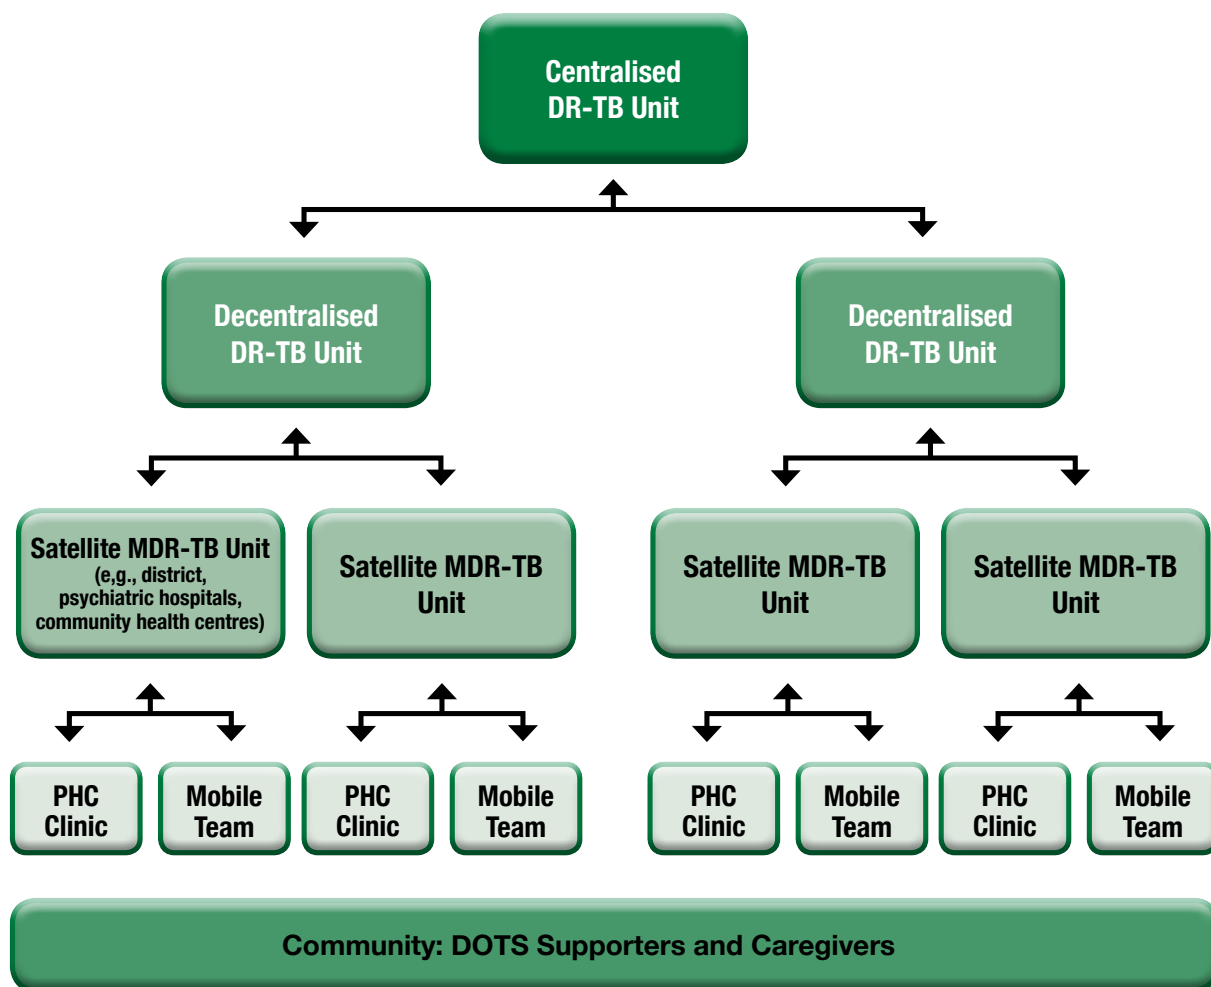 Centralised
DR-TB Unit
Decentralised
DR-TB Unit
Decentralised
DR-TB Unit
Satellite MDR-TB Unit
(e,g., district,
psychiatric hospitals,
community health centres)
Satellite MDR-TB
Unit
Satellite MDR-TB
Unit
Satellite MDR-TB
Unit
PHC
Clinic
Mobile
Team
PHC
Clinic
Mobile
Team
PHC
Clinic
Mobile
Team
PHC
Clinic
Mobile
Team
Community: DOTS Supporters and Caregivers